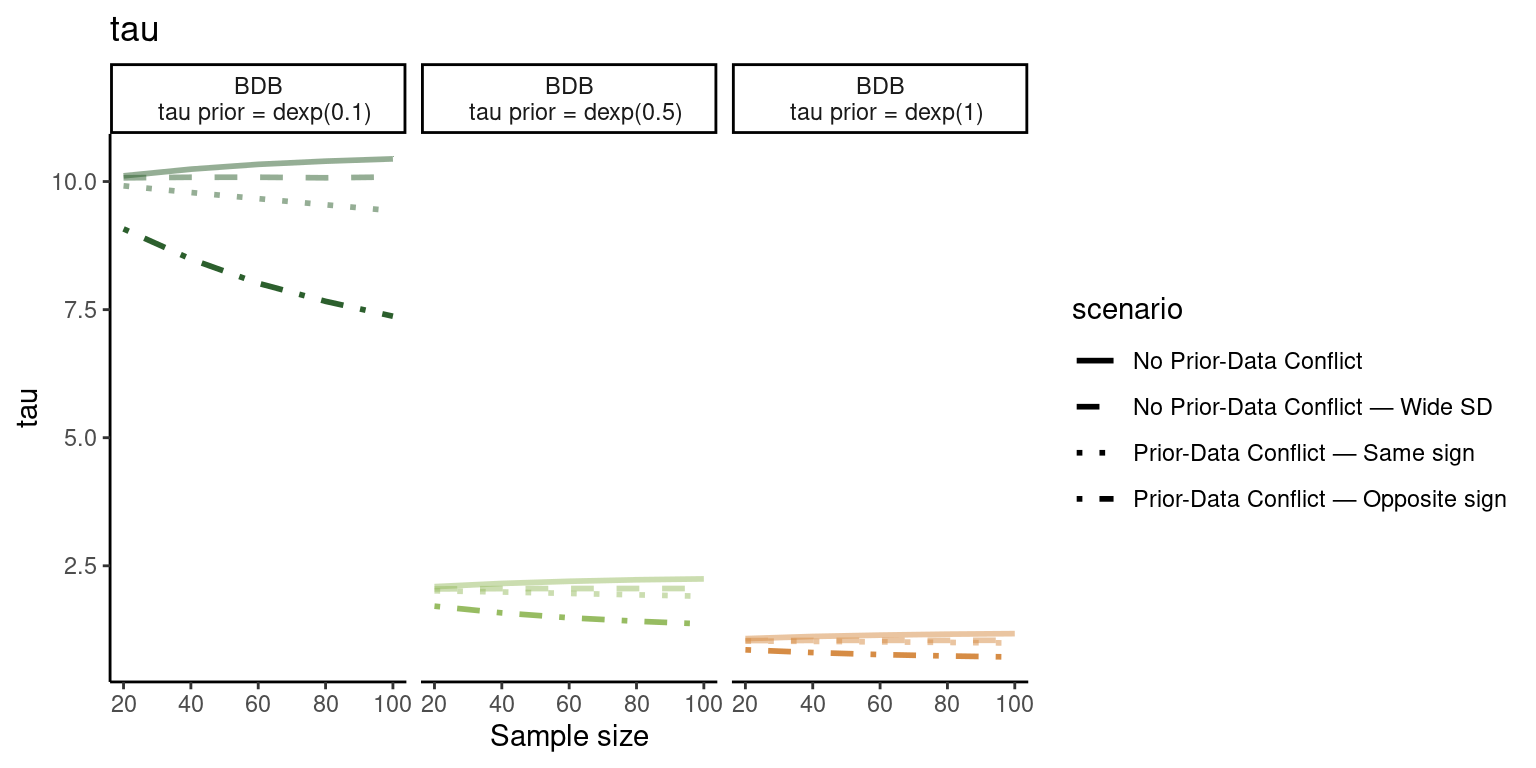 tau
BDB
tau prior = dexp(0.1)
BDB
tau prior = dexp(0.5)
BDB
tau prior = dexp(1)
10.0
7.5
5.0
2.5
tau
20 40 60 80 100
20 40 60 80 100
20 40 60 80 100
Sample size
scenario
No Prior-Data Conflict
No Prior-Data Conflict — Wide SD
Prior-Data Conflict — Same sign
Prior-Data Conflict — Opposite sign